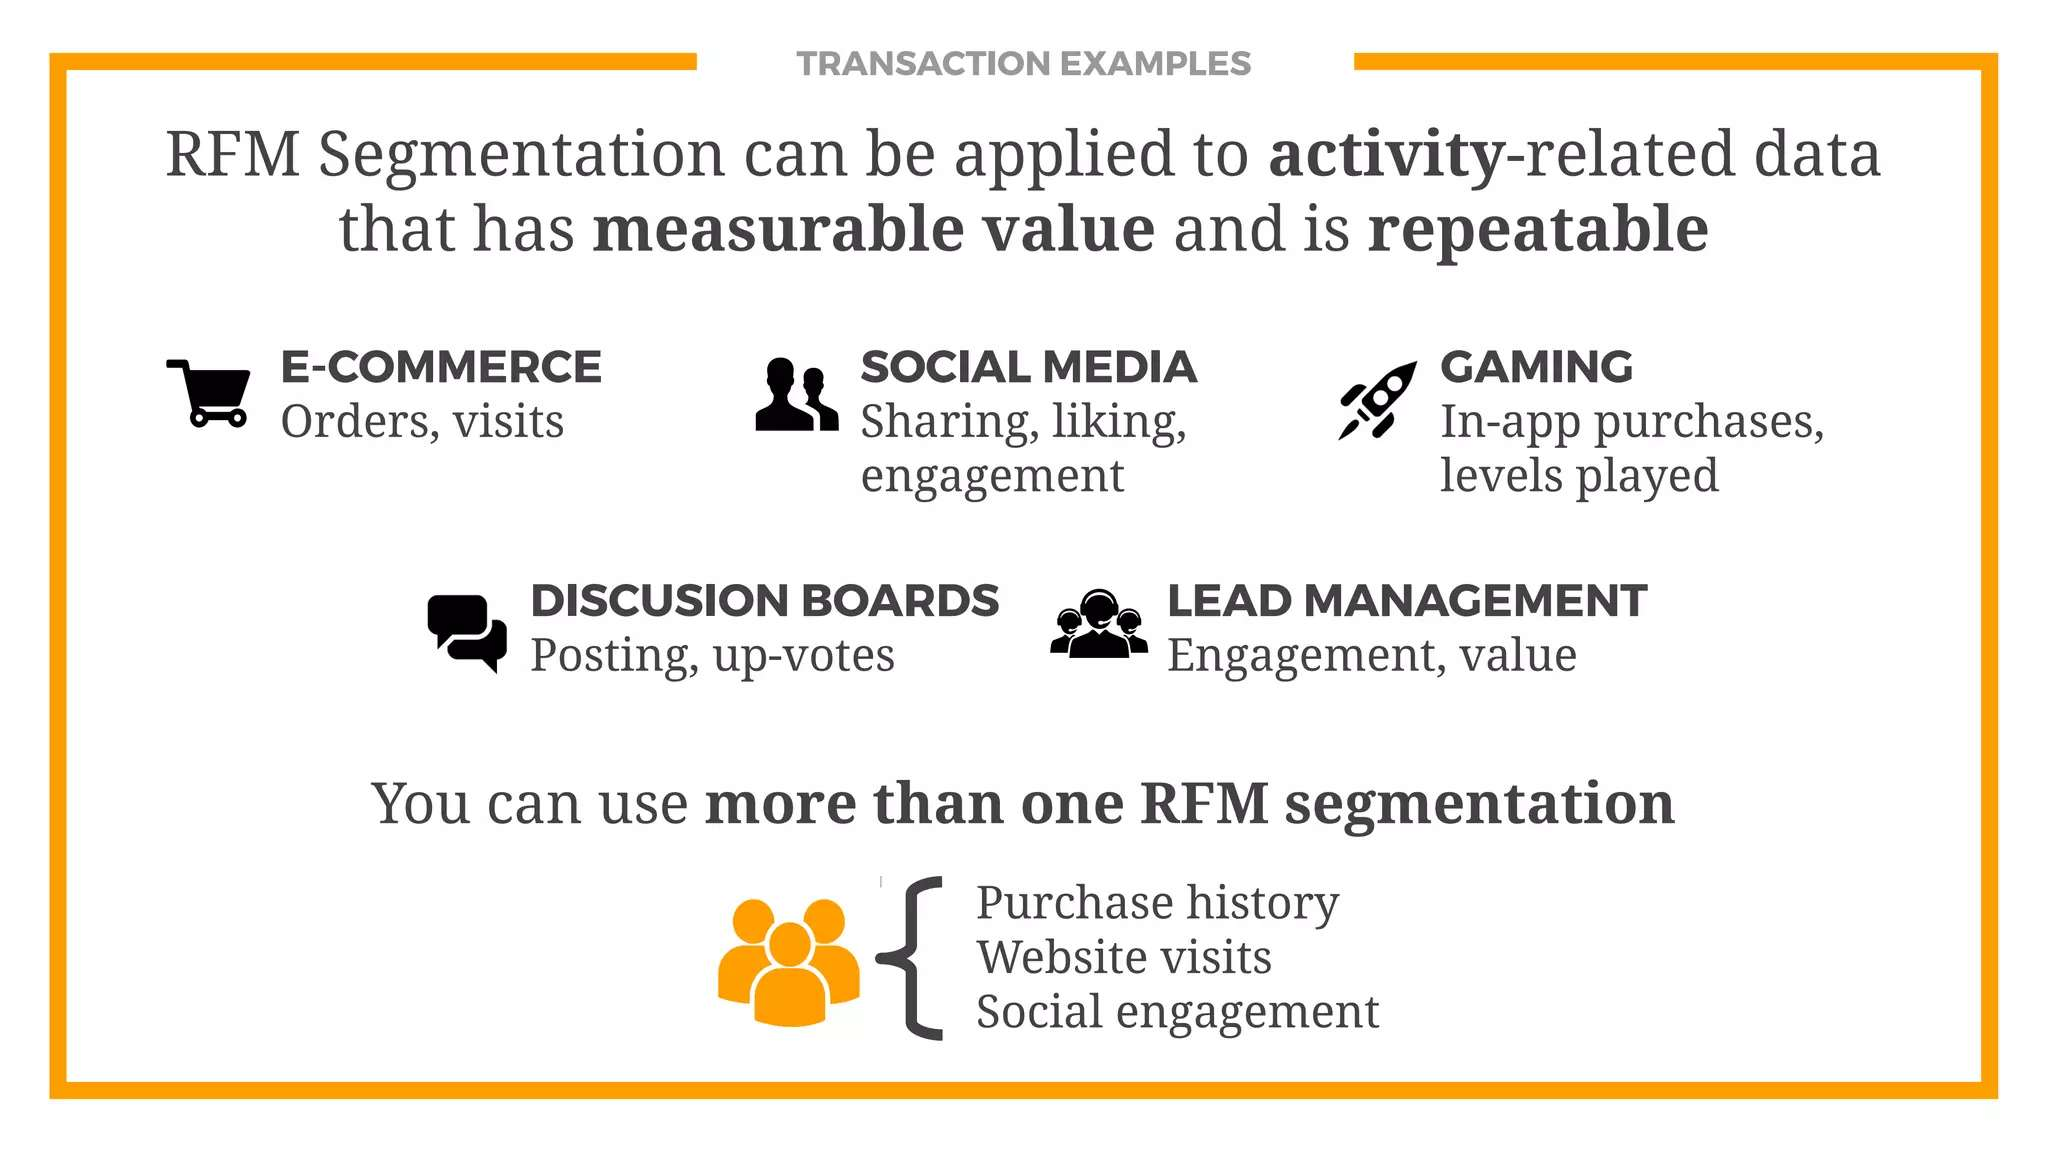 TRANSACTION EXAMPLES
RFM Segmentation can be applied to activity-related data
that has measurable value and is repeatable
E-COMMERCE
Orders, visits
SOCIAL MEDIA
Sharing, liking,
engagement
GAMING
In-app purchases,
levels played
DISCUSION BOARDS
Posting, up-votes
LEAD MANAGEMENT
Engagement, value
You can use more than one RFM segmentation
Purchase history
Website visits
Social engagement